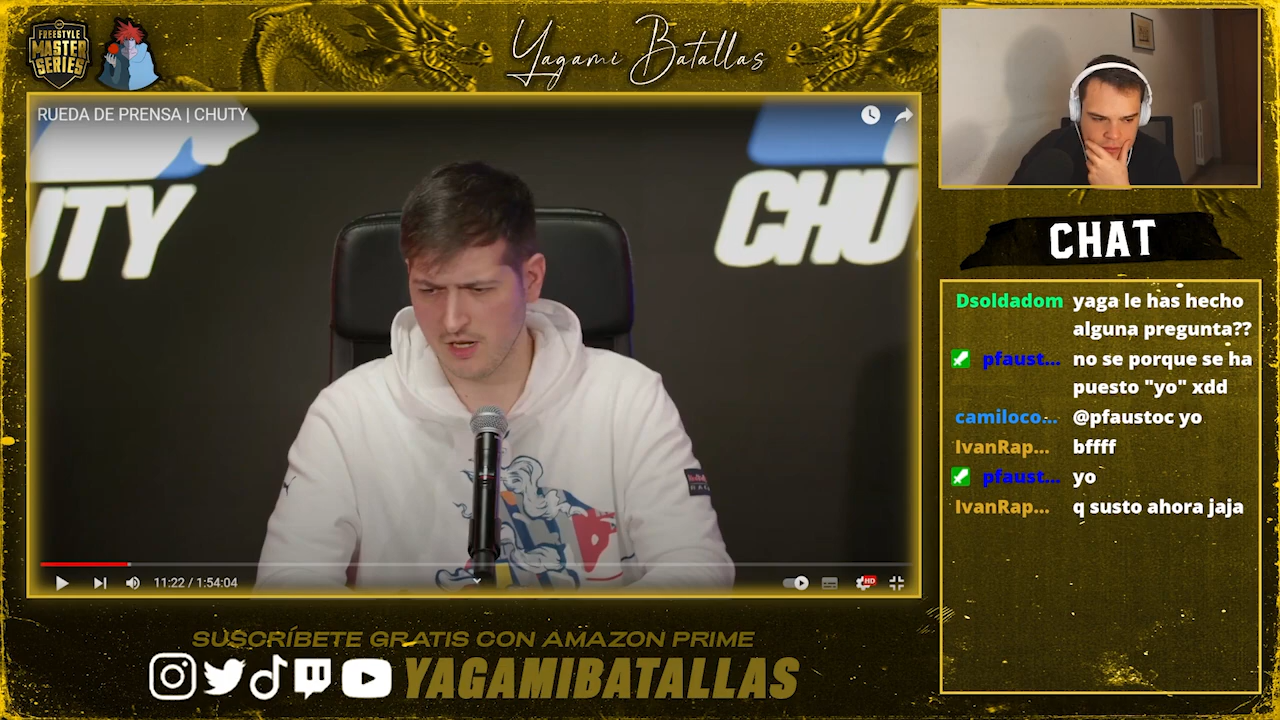 FREESTYLE
MASTER
SERIES
Yagami Batallas
RUEDA DE PRENSA | CHUTY
UTY
CHU
11:22 / 1:54:04
HD
CHAT
Dsoldadom yaga le has hecho
alguna pregunta??
pfaust... no se porque se ha
puesto "yo" xdd
camiloco... @pfaustoc yo
IvanRap... bffff
pfaust... yo
IvanRap... q susto ahora jaja
SUSCRÍBETE GRATIS CON AMAZON PRIME
YAGAMIBATALLAS